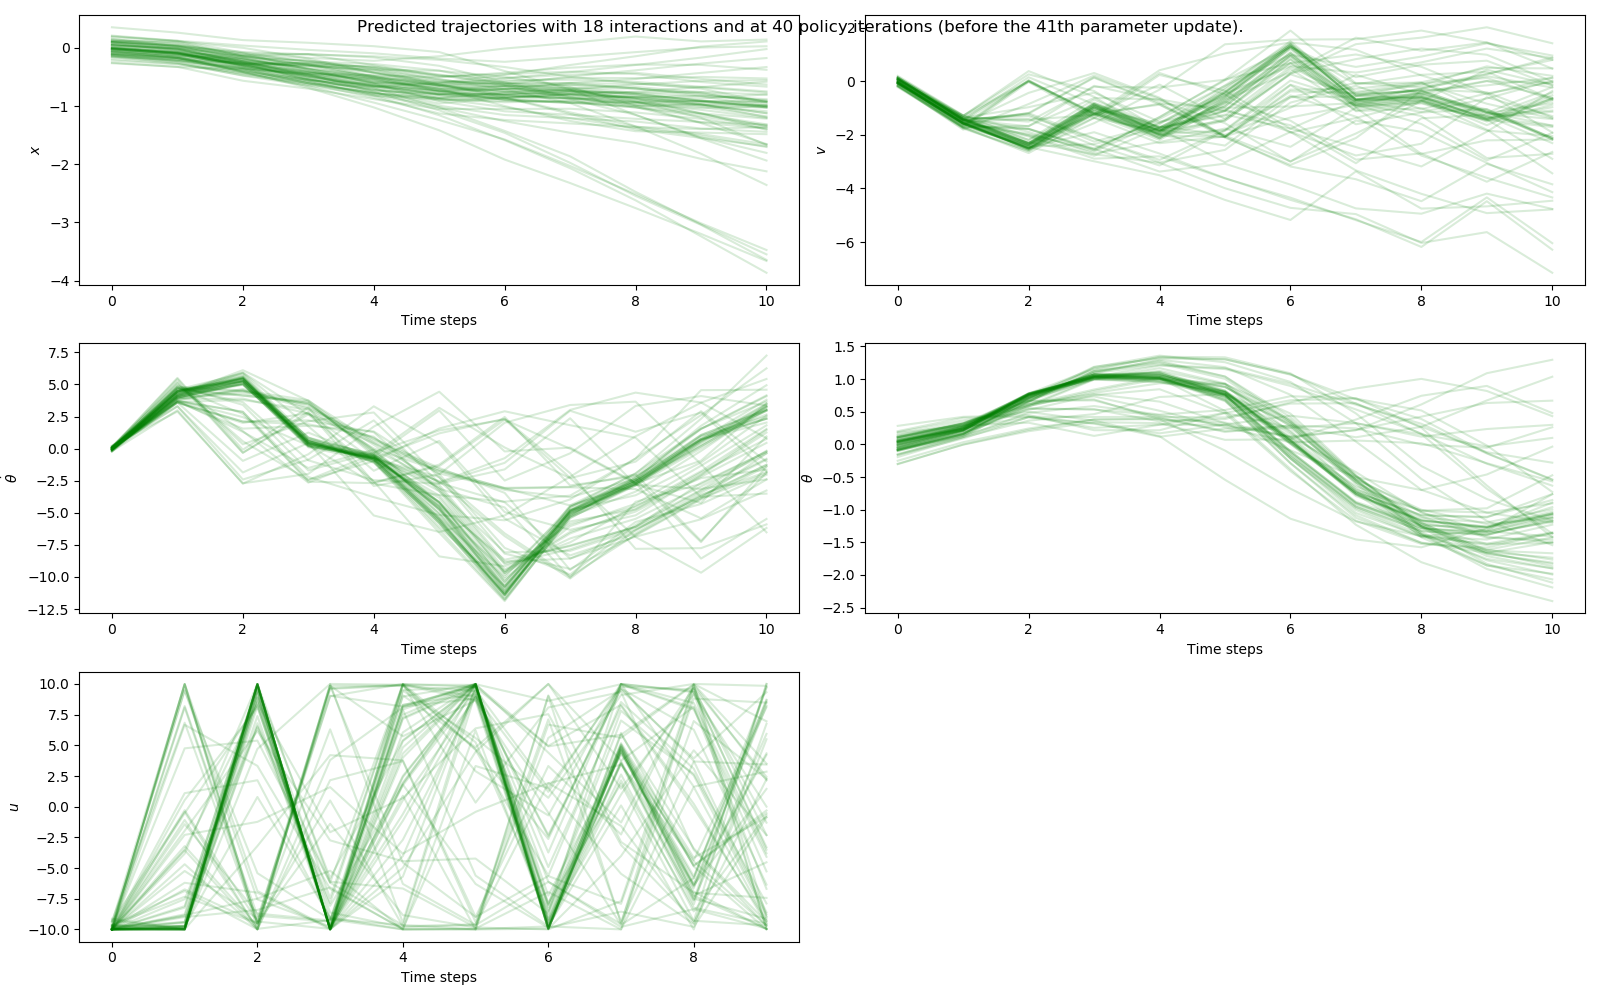 Predicted trajectories with 18 interactions and at 40 policy iterations (before the 41th parameter update).
0
−1
−2
−3
−4
x
0 2 4 6 8 10
Time steps
2
0
−2
−4
−6
v
0 2 4 6 8 10
Time steps
7.5
5.0
2.5
0.0
−2.5
−5.0
−7.5
−10.0
−12.5
θ̇
0 2 4 6 8 10
Time steps
1.5
1.0
0.5
0.0
−0.5
−1.0
−1.5
−2.0
−2.5
θ
0 2 4 6 8 10
Time steps
10.0
7.5
5.0
2.5
0.0
−2.5
−5.0
−7.5
−10.0
u
0 2 4 6 8
Time steps